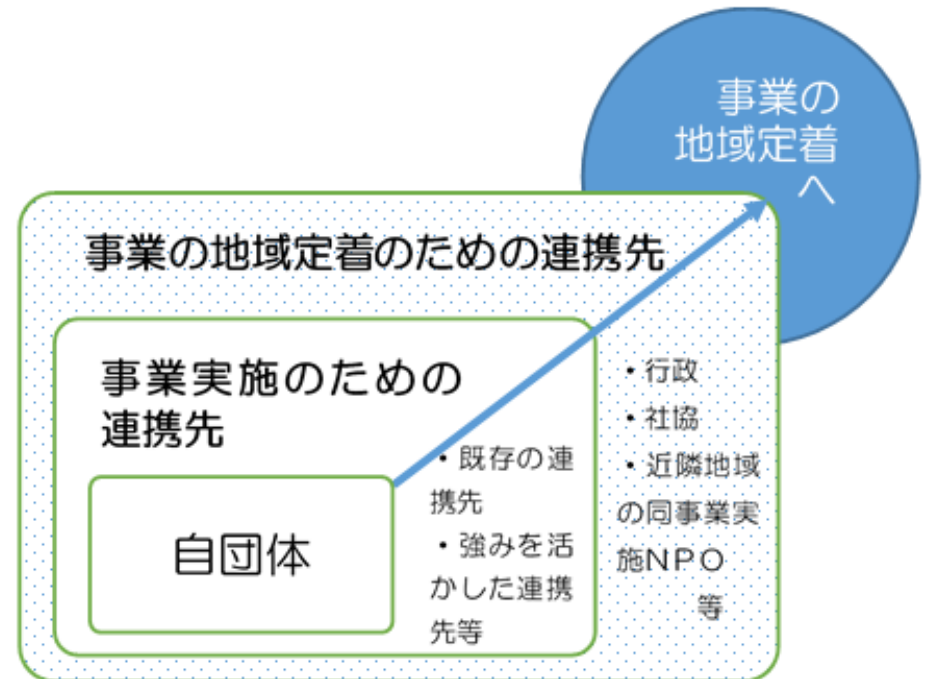 事業の
地域定着
へ
事業の地域定着のための連携先
事業実施のための
連携先
・既存の連
携先
・強みを活
かした連携
先等
自団体
・行政
・社協
・近隣地域
の同事業実
施NPO
等